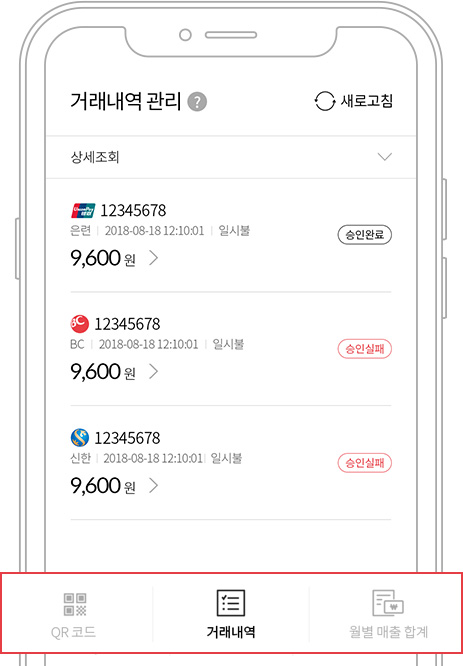 거래내역 관리 ?
새로고침
상세조회
UnionPay 12345678
은련 | 2018-08-18 12:10:01 | 일시불
승인완료
9,600 원
BC 12345678
BC | 2018-08-18 12:10:01 | 일시불
승인실패
9,600 원
12345678
신한 | 2018-08-18 12:10:01 | 일시불
승인실패
9,600 원
QR 코드
거래내역
₩
월별 매출 합계